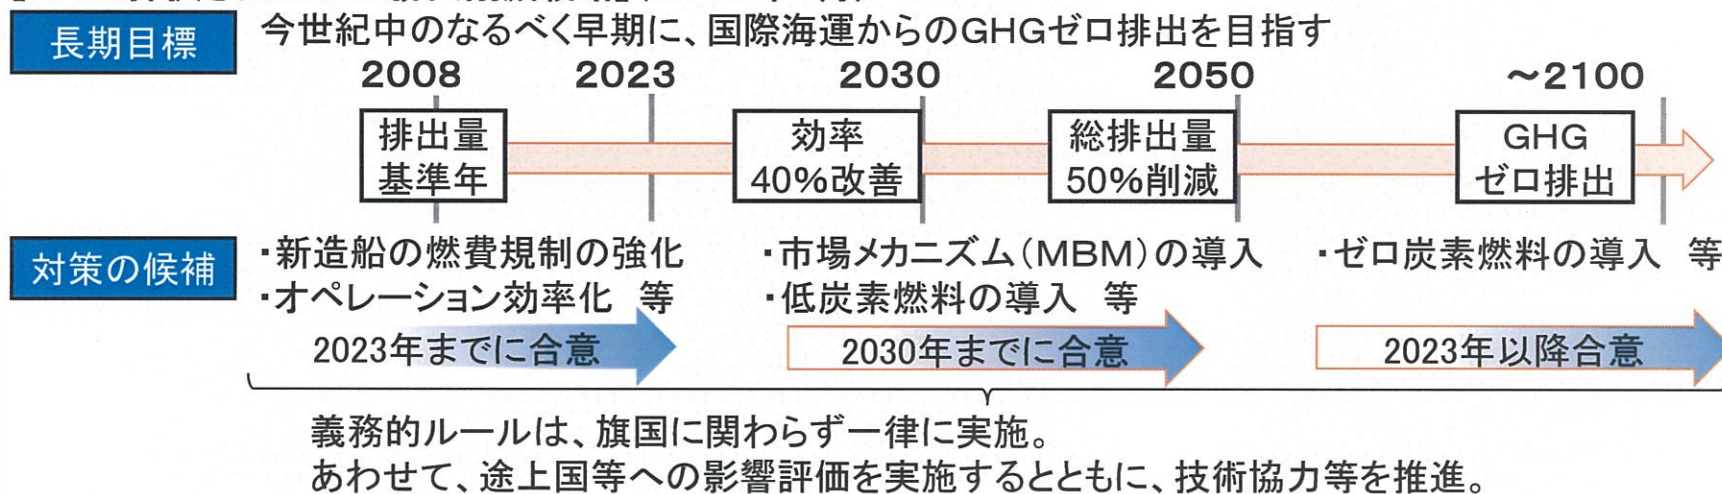 長期目標
今世紀中のなるべく早期に、国際海運からのGHGゼロ排出を目指す
2008 2023 2030 2050 ～2100
排出量
基準年
効率
40%改善
総排出量
50%削減
GHG
ゼロ排出
対策の候補
・新造船の燃費規制の強化
・オペレーション効率化 等
2023年までに合意
・市場メカニズム（MBM）の導入
・低炭素燃料の導入 等
2030年までに合意
・ゼロ炭素燃料の導入 等
2023年以降合意
義務的ルールは、旗国に関わらず一律に実施。
あわせて、途上国等への影響評価を実施するとともに、技術協力等を推進。